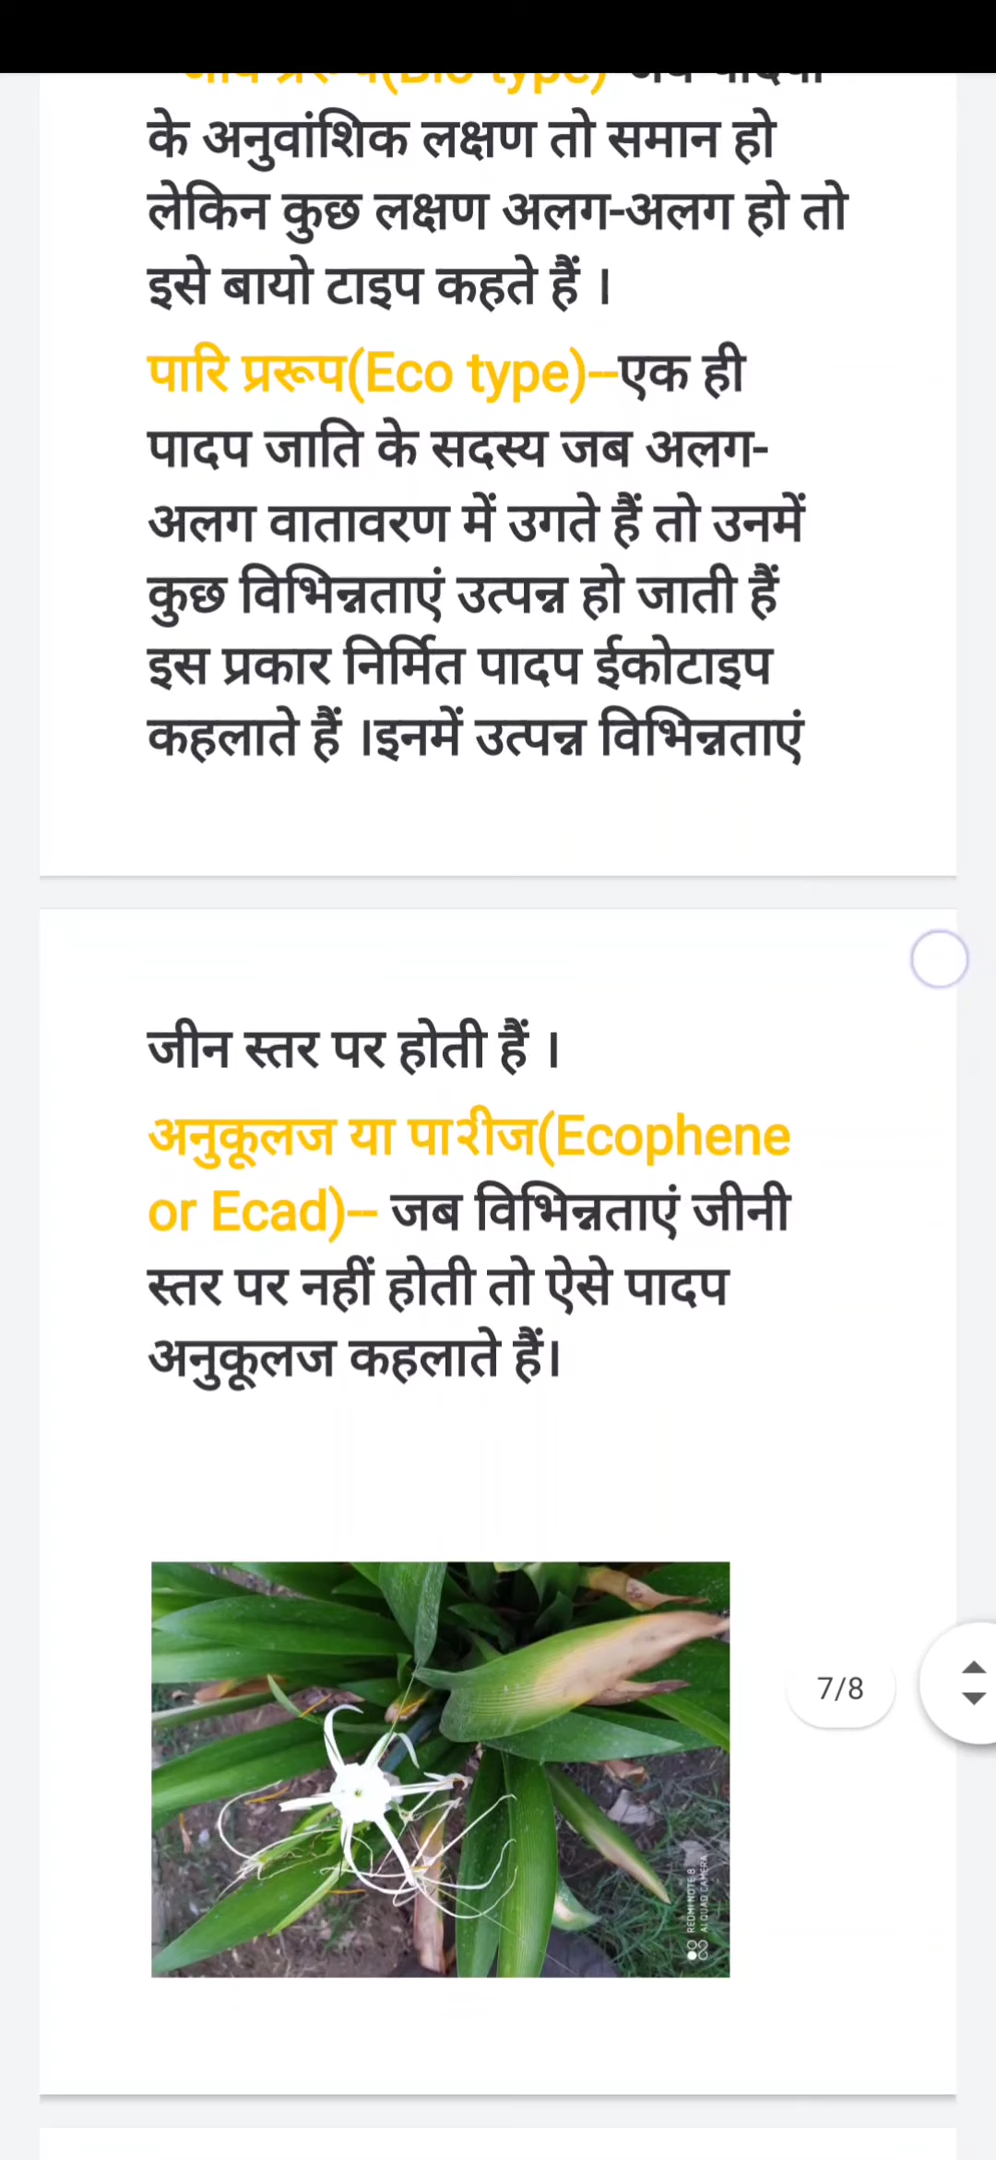 (Bio type)
के अनुवांशिक लक्षण तो समान हो
लेकिन कुछ लक्षण अलग-अलग हो तो
इसे बायो टाइप कहते हैं ।
पारि प्ररूप(Eco type)--एक ही
पादप जाति के सदस्य जब अलग-
अलग वातावरण में उगते हैं तो उनमें
कुछ विभिन्नताएं उत्पन्न हो जाती हैं
इस प्रकार निर्मित पादप ईकोटाइप
कहलाते हैं ।इनमें उत्पन्न विभिन्नताएं
जीन स्तर पर होती हैं ।
अनुकूलज या पारीज(Ecophene
or Ecad)-- जब विभिन्नताएं जीनी
स्तर पर नहीं होती तो ऐसे पादप
अनुकूलज कहलाते हैं।
7/8
REDMI NOTE 8
AI QUAD CAMERA